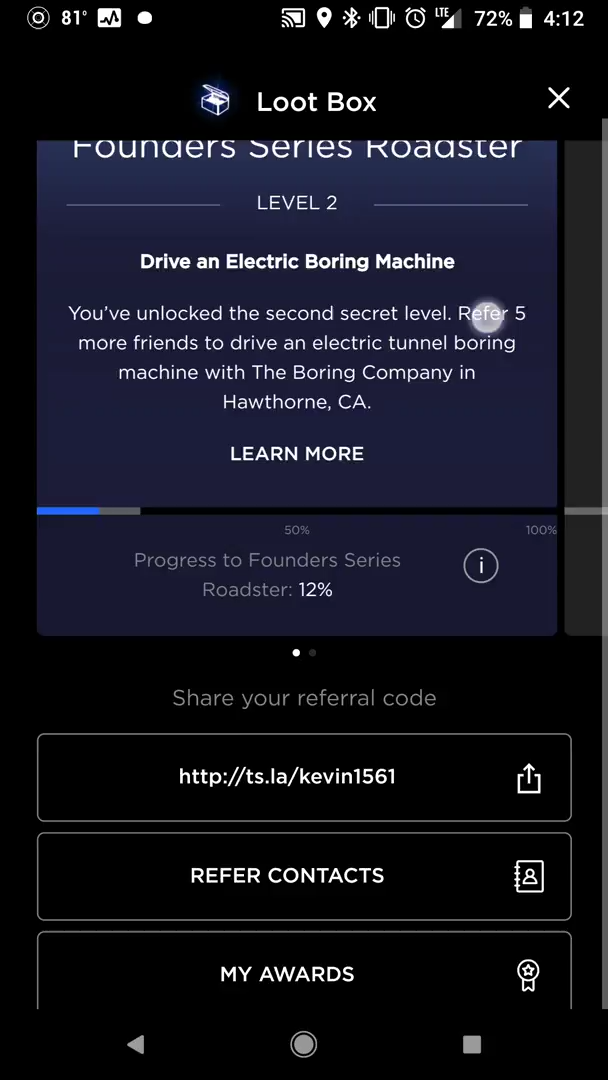 81° LTE 72% 4:12
Loot Box
Founders Series Roadster
LEVEL 2
Drive an Electric Boring Machine
You’ve unlocked the second secret level. Refer 5
more friends to drive an electric tunnel boring
machine with The Boring Company in
Hawthorne, CA.
LEARN MORE
50% 100%
Progress to Founders Series
Roadster: 12%
i
Share your referral code
http://ts.la/kevin1561
REFER CONTACTS
MY AWARDS